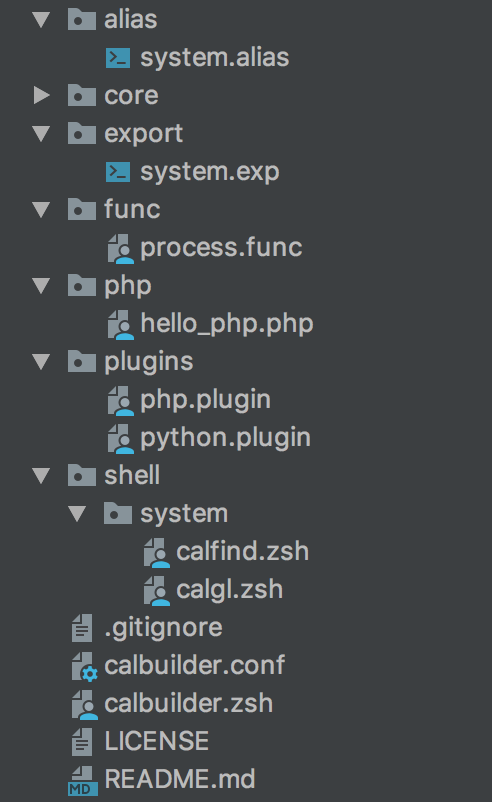 alias
system.alias
core
export
system.exp
func
process.func
php
hello_php.php
plugins
php.plugin
python.plugin
shell
system
calfind.zsh
calgl.zsh
.gitignore
calbuilder.conf
calbuilder.zsh
LICENSE
MD README.md